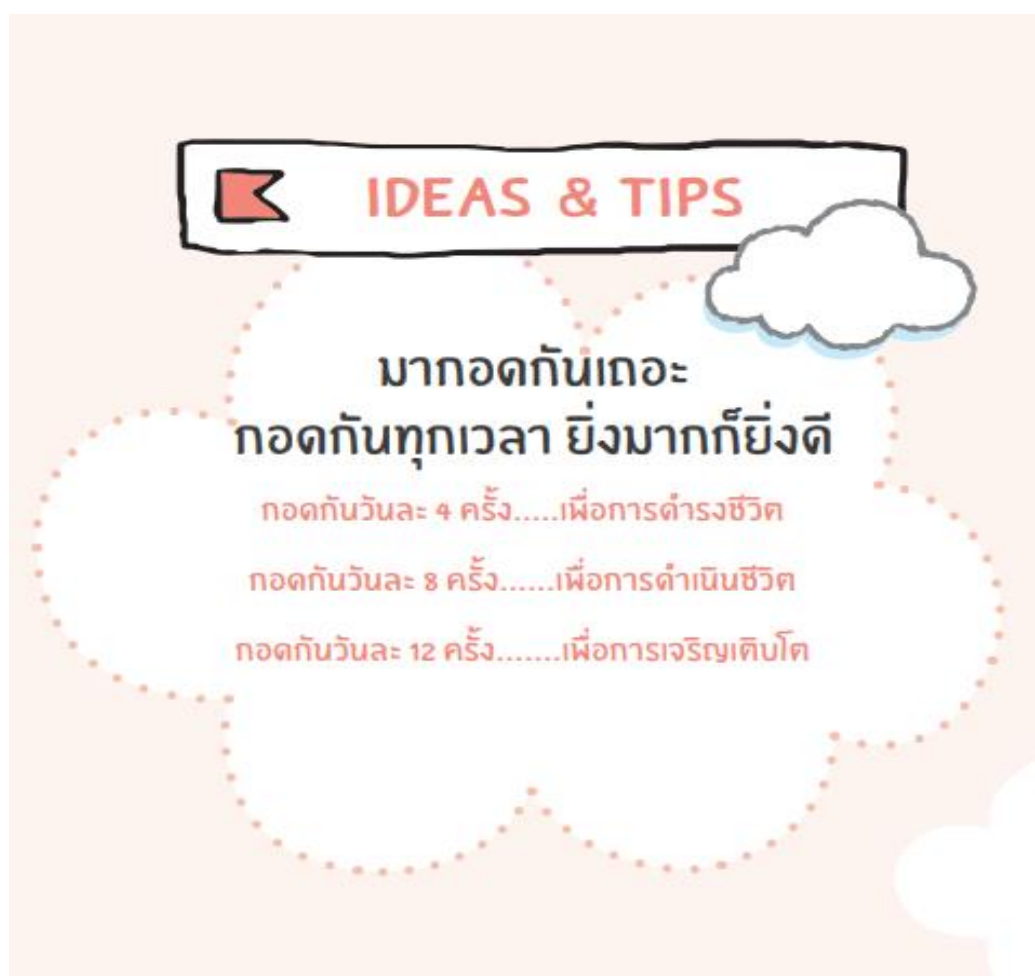 IDEAS & TIPS
มากอดกันเถอะ
กอดกันทุกเวลา ยิ่งมากก็ยิ่งดี
กอดกันวันละ 4 ครั้ง.....เพื่อการดำรงชีวิต
กอดกันวันละ 8 ครั้ง......เพื่อการดำเนินชีวิต
กอดกันวันละ 12 ครั้ง.......เพื่อการเจริญเติบโต